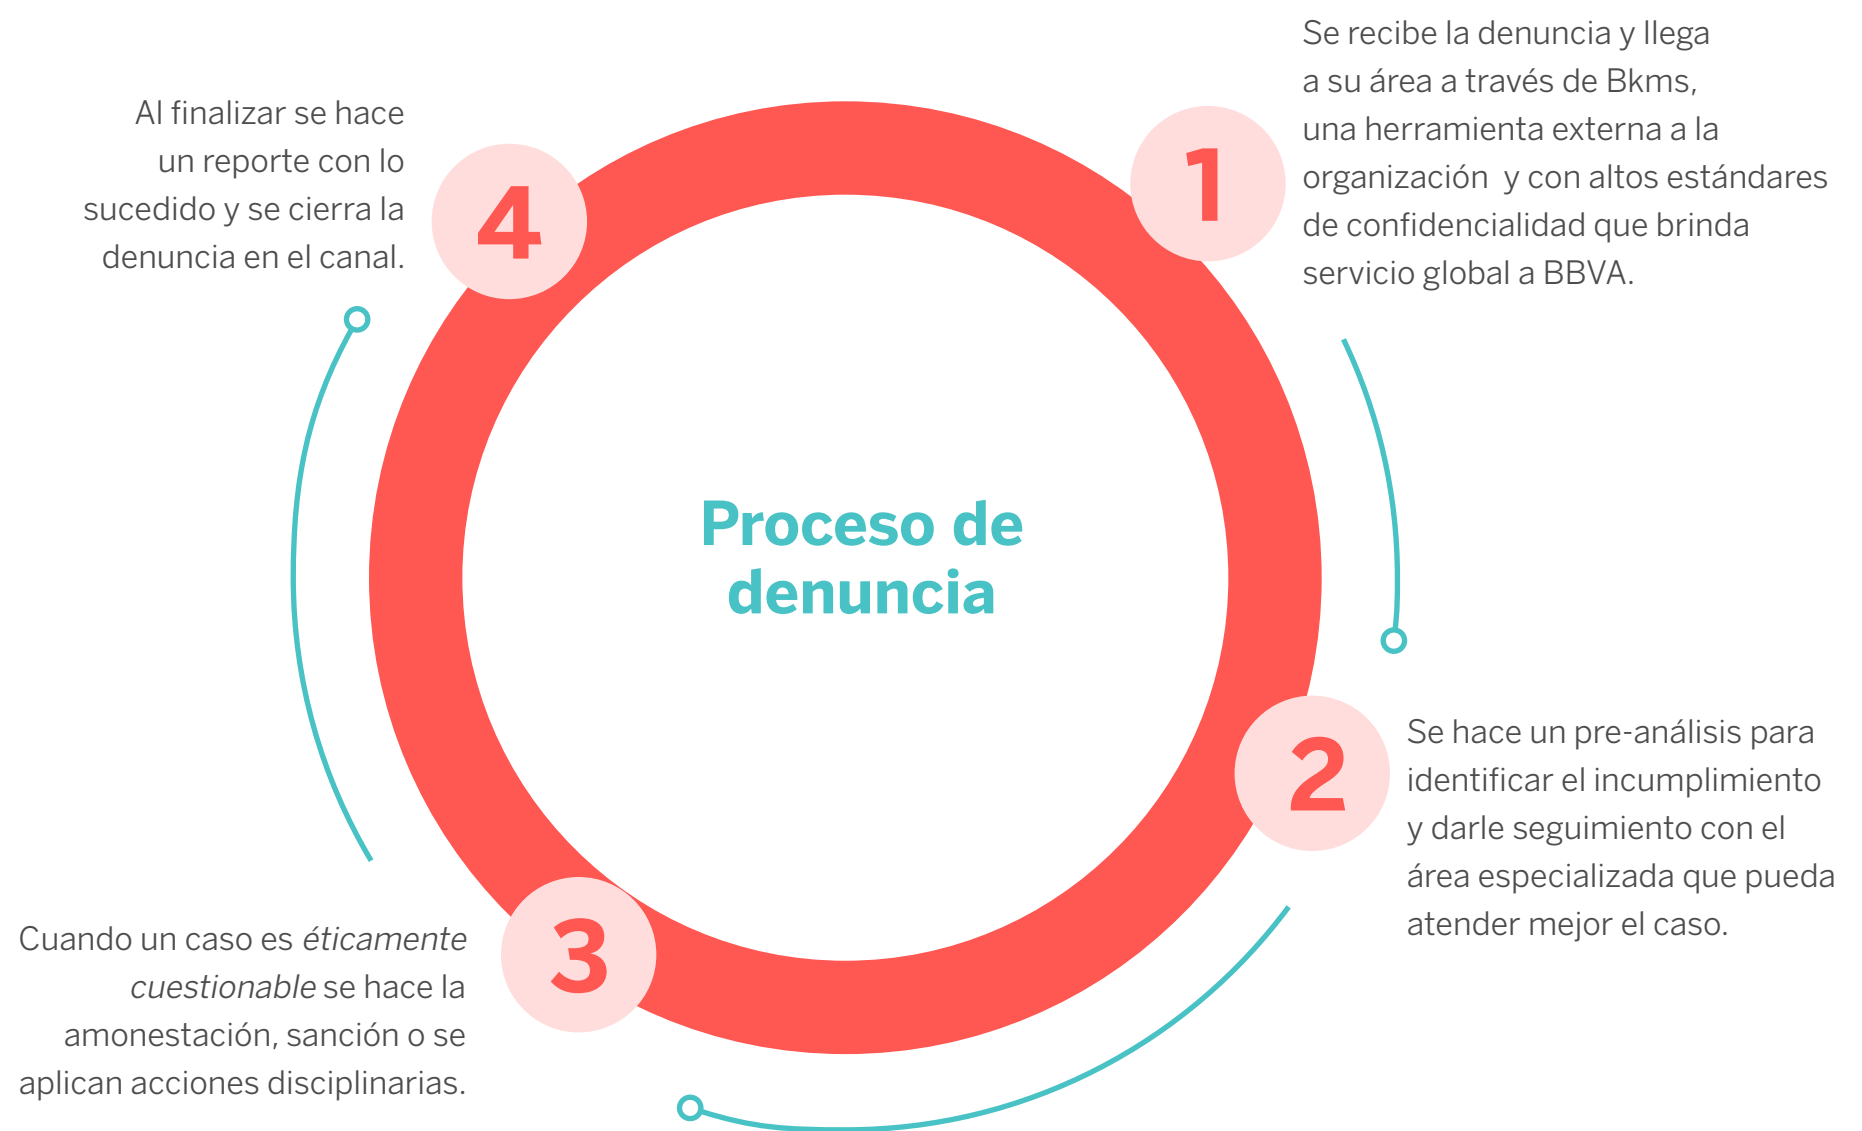 Proceso de
denuncia
1
Se recibe la denuncia y llega
a su área a través de Bkms,
una herramienta externa a la
organización y con altos estándares
de confidencialidad que brinda
servicio global a BBVA.
2
Se hace un pre-análisis para
identificar el incumplimiento
y darle seguimiento con el
área especializada que pueda
atender mejor el caso.
3
Cuando un caso es éticamente
cuestionable se hace la
amonestación, sanción o se
aplican acciones disciplinarias.
4
Al finalizar se hace
un reporte con lo
sucedido y se cierra la
denuncia en el canal.